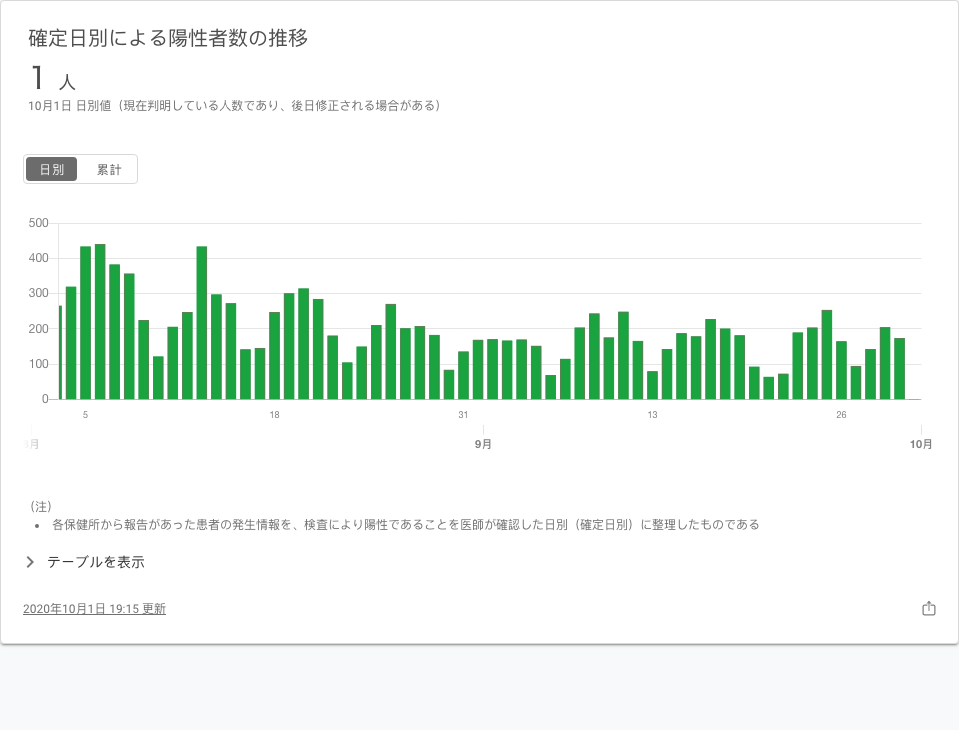 確定日別による陽性者数の推移
1 人
10月1日 日別値（現在判明している人数であり、後日修正される場合がある）
日別 累計
500
400
300
200
100
0
5 18 31 13 26
月 9月 10月
（注）
• 各保健所から報告があった患者の発生情報を、検査により陽性であることを医師が確認した日別（確定日別）に整理したものである
テーブルを表示
2020年10月1日 19:15 更新